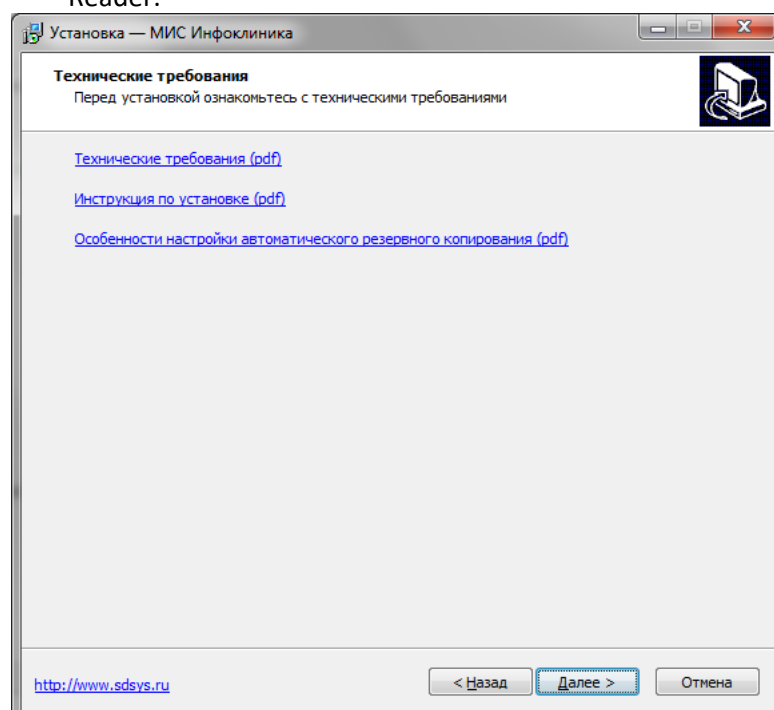 Reader.
Установка — МИС Инфоклиника
Технические требования
Перед установкой ознакомьтесь с техническими требованиями
Технические требования (pdf)
Инструкция по установке (pdf)
Особенности настройки автоматического резервного копирования (pdf)
http://www.sdsys.ru
< Назад
Далее >
Отмена